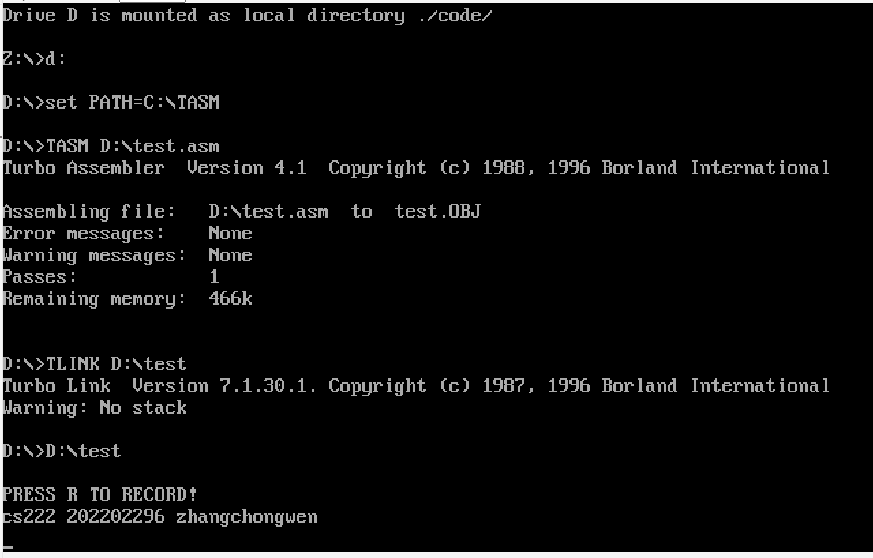 Drive D is mounted as local directory ./code/
Z:\>d:
D:\>set PATH=C:\TASM
D:\>TASM D:\test.asm
Turbo Assembler  Version 4.1  Copyright (c) 1988, 1996 Borland International
Assembling file:   D:\test.asm  to  test.OBJ
Error messages:    None
Warning messages:  None
Passes:            1
Remaining memory:  466k
D:\>TLINK D:\test
Turbo Link  Version 7.1.30.1. Copyright (c) 1987, 1996 Borland International
Warning: No stack
D:\>D:\test
PRESS R TO RECORD!
cs222 202202296 zhangchongwen
_